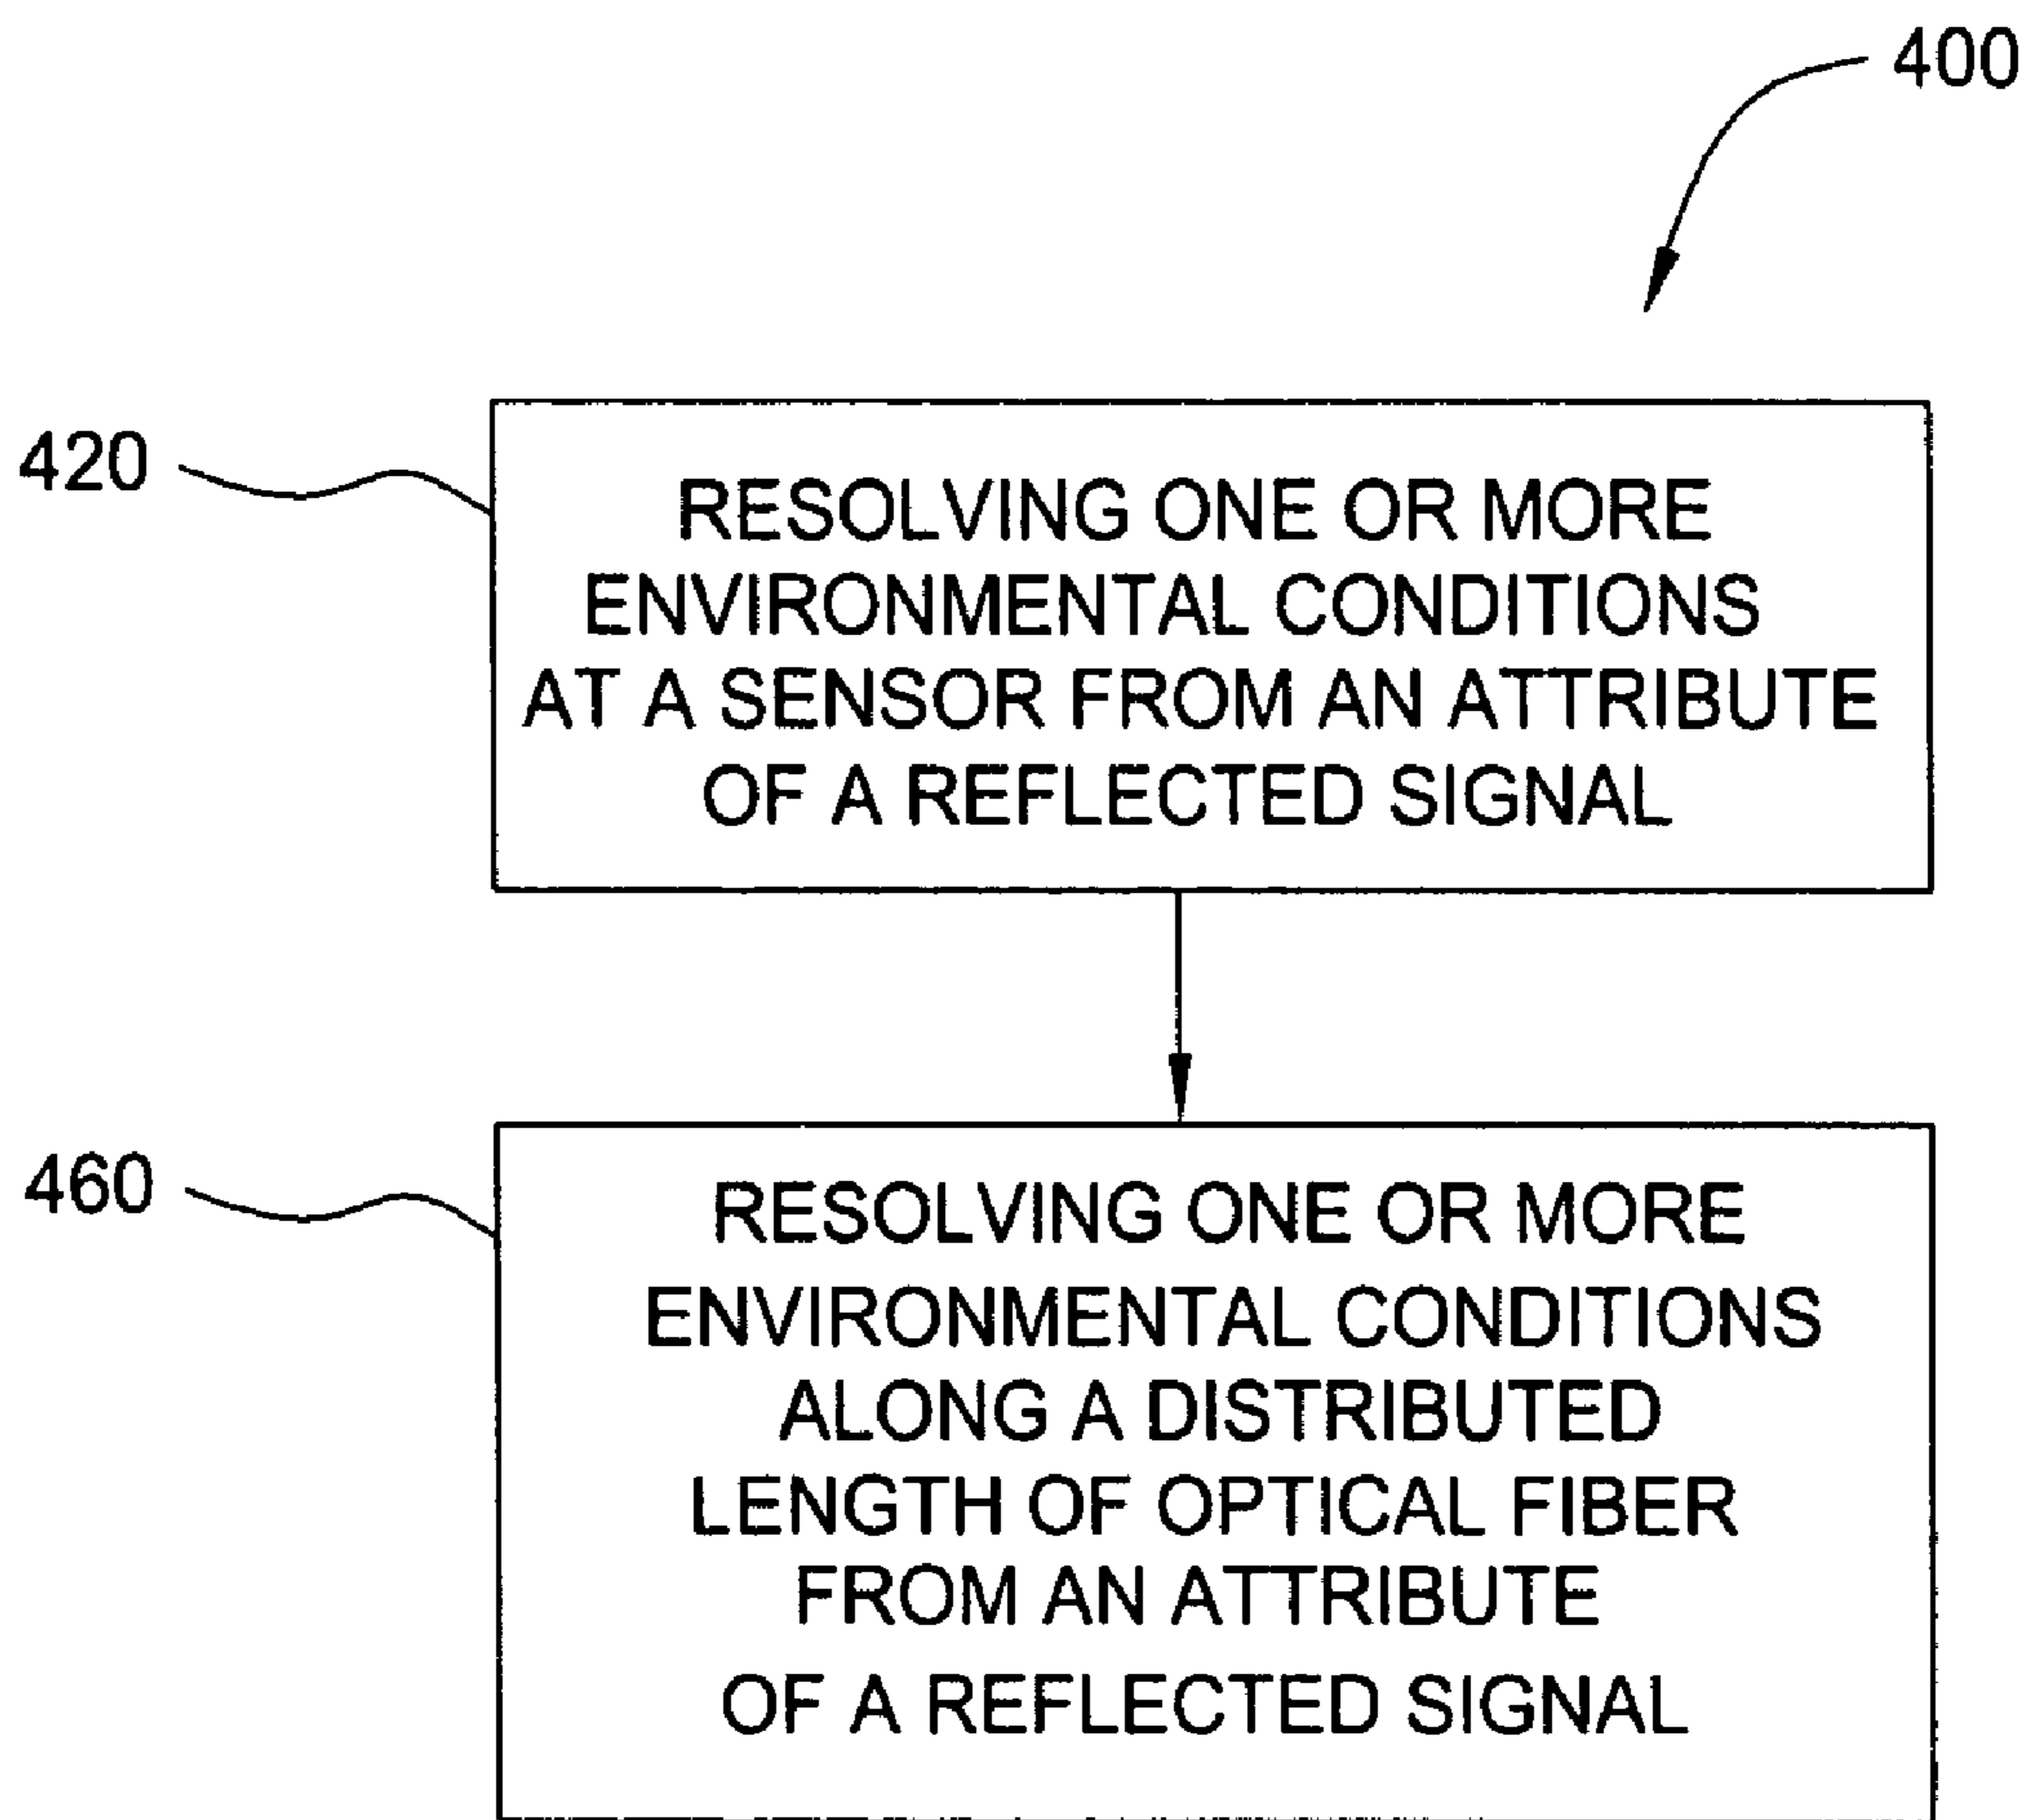 400
420
RESOLVING ONE OR MORE
ENVIRONMENTAL CONDITIONS
AT A SENSOR FROM AN ATTRIBUTE
OF A REFLECTED SIGNAL
460
RESOLVING ONE OR MORE
ENVIRONMENTAL CONDITIONS
ALONG A DISTRIBUTED
LENGTH OF OPTICAL FIBER
FROM AN ATTRIBUTE
OF A REFLECTED SIGNAL